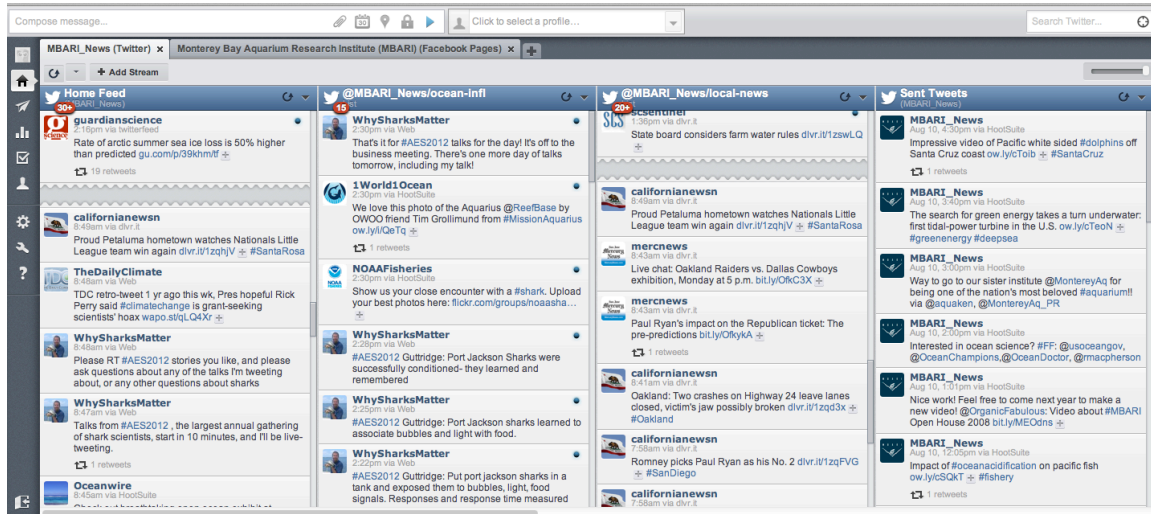 Compose message...
30
Click to select a profile...
Search Twitter...
MBARI_News (Twitter) x
Monterey Bay Aquarium Research Institute (MBARI) (Facebook Pages) x
+ Add Stream
Home Feed
(MBARI_News)
30+
guardianscience
2:16pm via twitterfeed
Rate of arctic summer sea ice loss is 50% higher
than predicted gu.com/p/39khm/tf
19 retweets
californianewsn
8:49am via dlvr.it
Proud Petaluma hometown watches Nationals Little
League team win again dlvr.it/1zqhjV #SantaRosa
TheDailyClimate
8:48am via Web
TDC retro-tweet 1 yr ago this wk, Pres hopeful Rick
Perry said #climatechange is grant-seeking
scientists' hoax wapo.st/qLQ4Xr
WhySharksMatter
8:48am via Web
Please RT #AES2012 stories you like, and please
ask questions about any of the talks I'm tweeting
about, or any other questions about sharks
WhySharksMatter
8:47am via Web
Talks from #AES2012 , the largest annual gathering
of shark scientists, start in 10 minutes, and I'll be live-
tweeting.
1 retweets
Oceanwire
8:45am via HootSuite
@MBARI_News/ocean-infl
15
WhySharksMatter
2:30pm via Web
That's it for #AES2012 talks for the day! It's off to the
business meeting. There's one more day of talks
tomorrow, including my talk!
1World1Ocean
2:30pm via HootSuite
We love this photo of the Aquarius @ReefBase by
OWOO friend Tim Grollimund from #MissionAquarius
ow.ly/i/QeTq
1 retweets
NOAAFisheries
2:30pm via HootSuite
Show us your close encounter with a #shark. Upload
your best photos here: flickr.com/groups/noaasha…
WhySharksMatter
2:28pm via Web
#AES2012 Guttridge: Port Jackson Sharks were
successfully conditioned- they learned and
remembered
WhySharksMatter
2:25pm via Web
#AES2012 Guttridge: Port Jackson sharks learned to
associate bubbles and light with food.
WhySharksMatter
2:22pm via Web
#AES2012 Guttridge: Put port jackson sharks in a
tank and exposed them to bubbles, light, food
signals. Responses and response time measured
@MBARI_News/local-news
20+
scsentinel
1:36pm via dlvr.it
State board considers farm water rules dlvr.it/1zswLQ
californianewsn
8:49am via dlvr.it
Proud Petaluma hometown watches Nationals Little
League team win again dlvr.it/1zqhjV #SantaRosa
mercnews
8:43am via dlvr.it
Live chat: Oakland Raiders vs. Dallas Cowboys
exhibition, Monday at 5 p.m. bit.ly/OfkC3X
mercnews
8:43am via dlvr.it
Paul Ryan's impact on the Republican ticket: The
pre-predictions bit.ly/OfkykA
1 retweets
californianewsn
8:41am via dlvr.it
Oakland: Two crashes on Highway 24 leave lanes
closed, victim's jaw possibly broken dlvr.it/1zqd3x
#Oakland
californianewsn
7:58am via dlvr.it
Romney picks Paul Ryan as his No. 2 dlvr.it/1zqFVG
#SanDiego
californianewsn
7:58am via dlvr.it
Sent Tweets
(MBARI_News)
MBARI_News
Aug 10, 4:30pm via HootSuite
Impressive video of Pacific white sided #dolphins off
Santa Cruz coast ow.ly/cToib #SantaCruz
1 retweets
MBARI_News
Aug 10, 3:40pm via HootSuite
The search for green energy takes a turn underwater:
first tidal-power turbine in the U.S. ow.ly/cTeoN
#greenenergy #deepsea
MBARI_News
Aug 10, 3:00pm via HootSuite
Way to go to our sister institute @MontereyAq for
being one of the nation's most beloved #aquarium!!
via @aquaken, @MontereyAq_PR
MBARI_News
Aug 10, 2:00pm via HootSuite
Interested in ocean science? #FF: @usoceangov,
@OceanChampions,@OceanDoctor, @rmacpherson
MBARI_News
Aug 10, 1:01pm via HootSuite
Nice work! Feel free to come next year to make a
new video! @OrganicFabulous: Video about #MBARI
Open House 2008 bit.ly/MEOdns
MBARI_News
Aug 10, 12:05pm via HootSuite
Impact of #oceanacidification on pacific fish
ow.ly/cSQkT #fishery
1 retweets